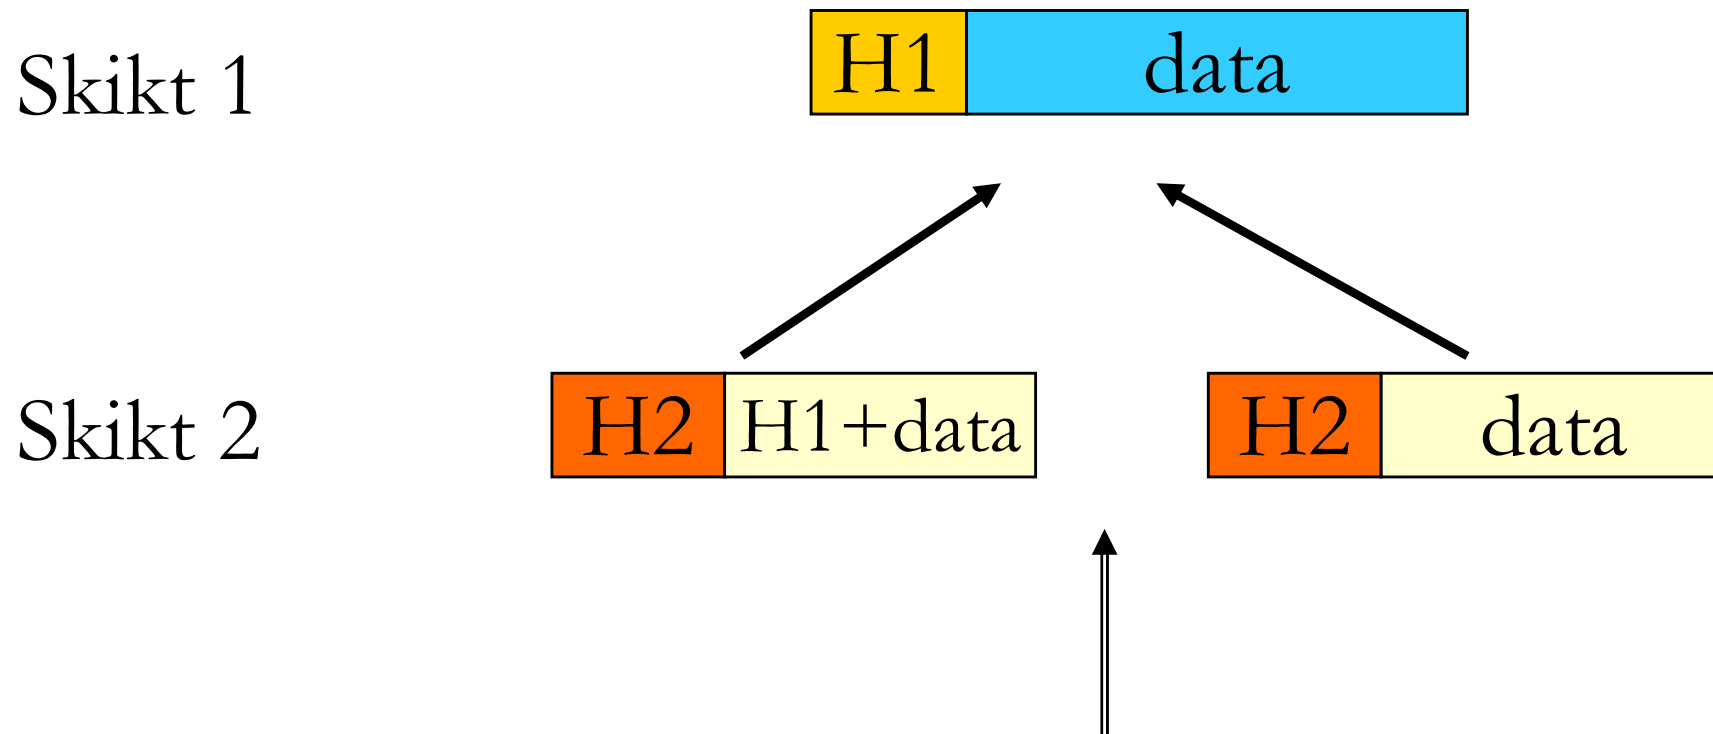 Skikt 1 H1 data
Skikt 2 H2 H1+data H2 data